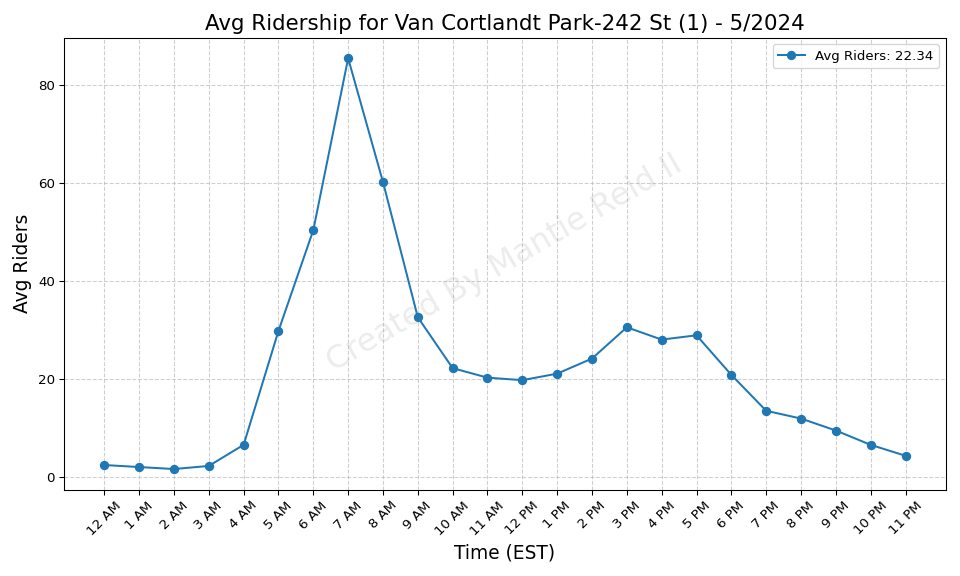 Avg Ridership for Van Cortlandt Park-242 St (1) - 5/2024
Avg Riders: 22.34
Avg Riders
80
60
40
20
0
Created By Mantie Reid II
12 AM
1 AM
2 AM
3 AM
4 AM
5 AM
6 AM
7 AM
8 AM
9 AM
10 AM
11 AM
12 PM
1 PM
2 PM
3 PM
4 PM
5 PM
6 PM
7 PM
8 PM
9 PM
10 PM
11 PM
Time (EST)